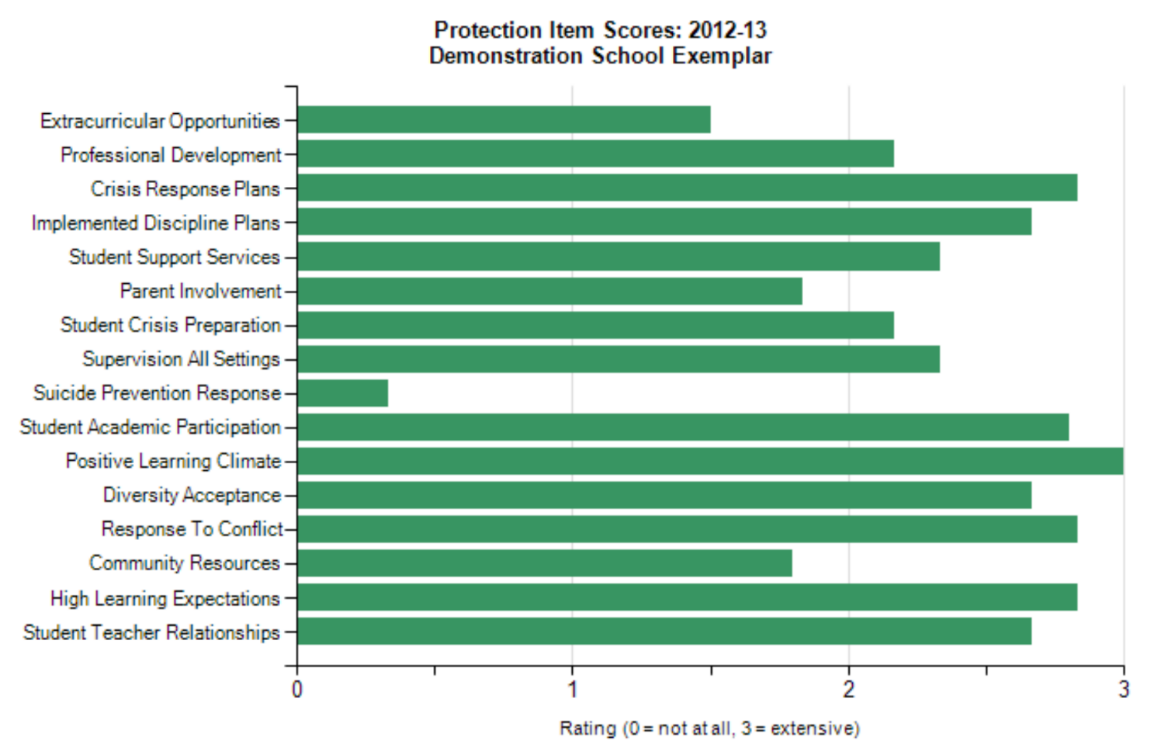 Protection Item Scores: 2012-13
Demonstration School Exemplar
Extracurricular Opportunities
Professional Development
Crisis Response Plans
Implemented Discipline Plans
Student Support Services
Parent Involvement
Student Crisis Preparation
Supervision All Settings
Suicide Prevention Response
Student Academic Participation
Positive Learning Climate
Diversity Acceptance
Response To Conflict
Community Resources
High Learning Expectations
Student Teacher Relationships
0 1 2 3
Rating (0 = not at all, 3 = extensive)